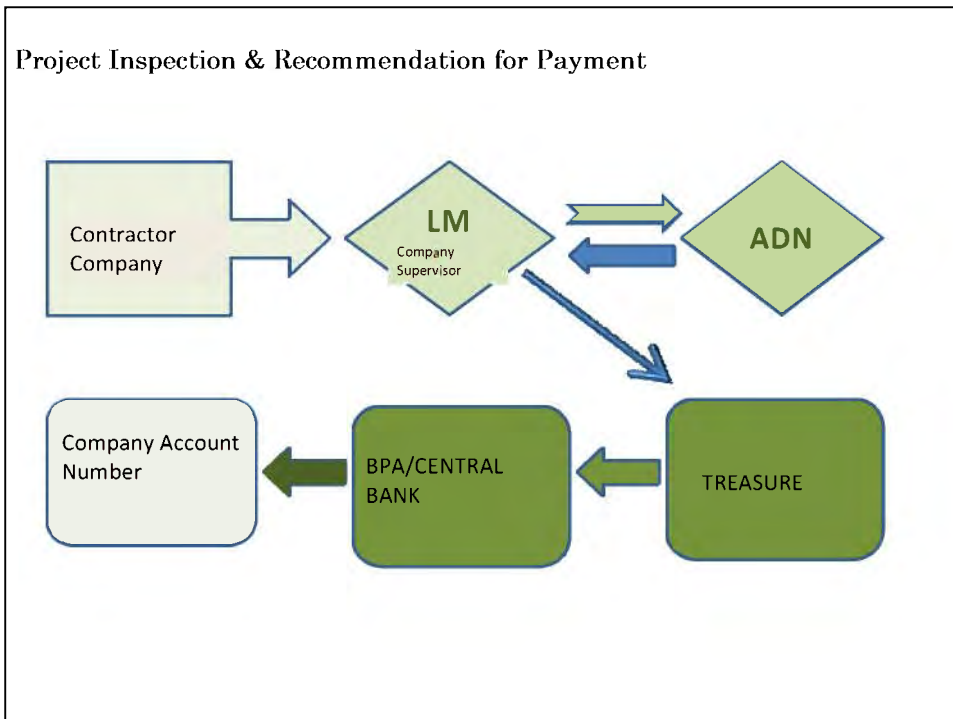 Project Inspection & Recommendation for Payment
Contractor
Company
LM
Company
Supervisor
ADN
Company Account
Number
BPA/CENTRAL
BANK
TREASURE